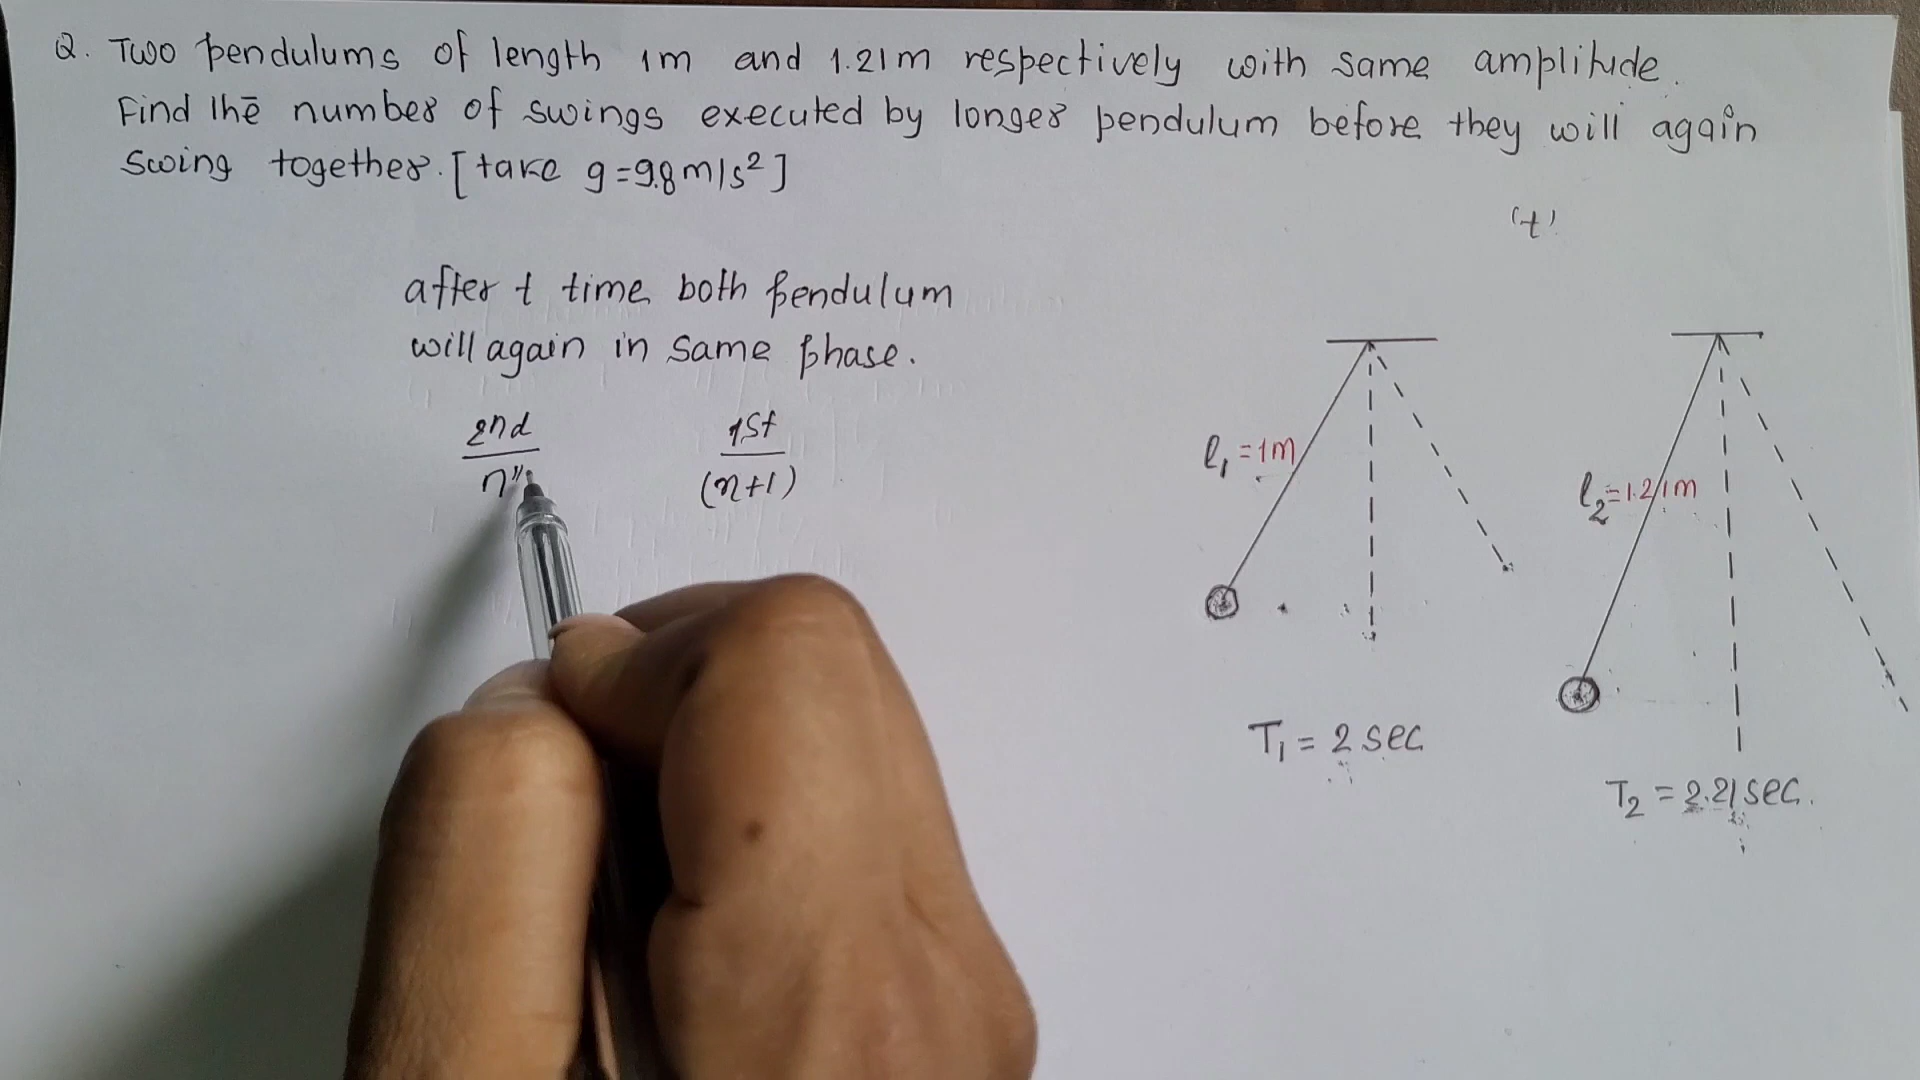 Q. Two pendulums of length 1m and 1.21m respectively with same amplitude.
Find the number of swings executed by longer pendulum before they will again
swing together. [take g=9.8m/s²]
(t)
after t time both pendulum
will again in same phase.
2nd 1st
n (n+1)
l₁ =1m
l₂=1.21m
T₁ = 2 sec
T₂ = 2.21 sec.